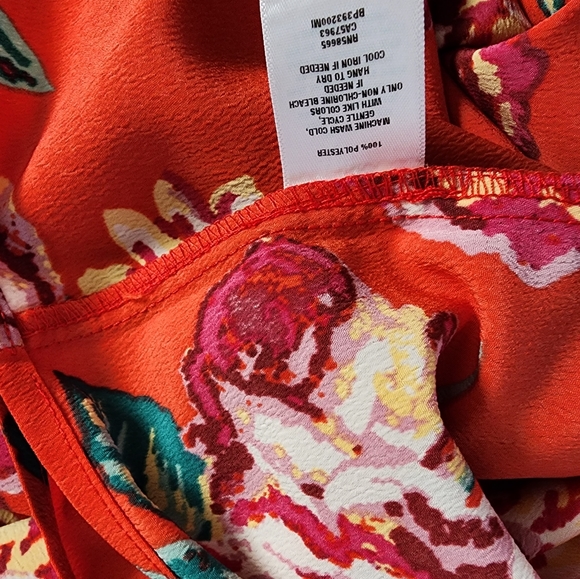 100% POLYESTER
MACHINE WASH COLD,
GENTLE CYCLE,
WITH LIKE COLORS
ONLY NON-CHLORINE BLEACH
IF NEEDED
HANG TO DRY
COOL IRON IF NEEDED
RN58665
CA57963
BP393200MI